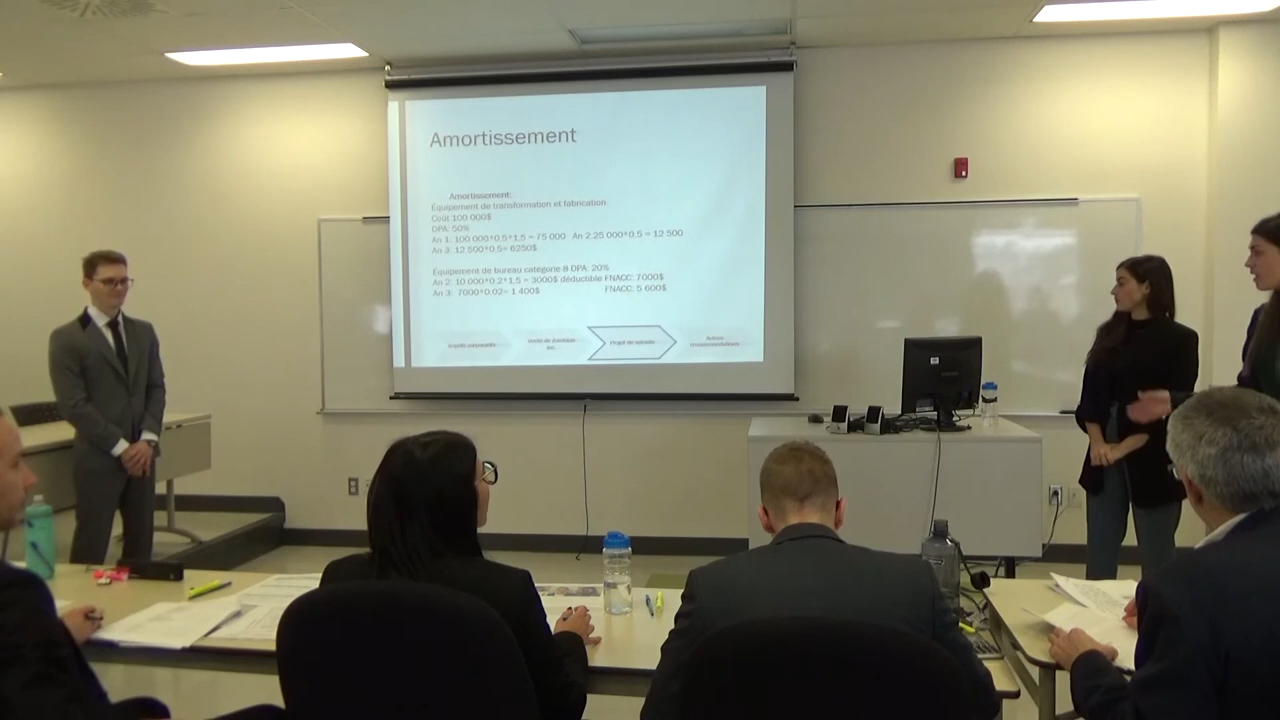 Amortissement
Amortissement:
Équipement de transformation et fabrication
Coût 100 000$
DPA: 50%
An 1: 100 000*0.5*1,5 = 75 000 An 2:25 000*0.5 = 12 500
An 3: 12 500*0,5= 6250$
Équipement de bureau catégorie 8 DPA: 20%
An 2: 10 000*0.2*1,5 = 3000$ déductible FNACC: 7000$
An 3: 7000*0.02= 1 400$ FNACC: 5 600$
Projet de retraite
Autres
recommandations